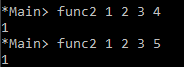 *Main> func2 1 2 3 4
1
*Main> func2 1 2 3 5
1